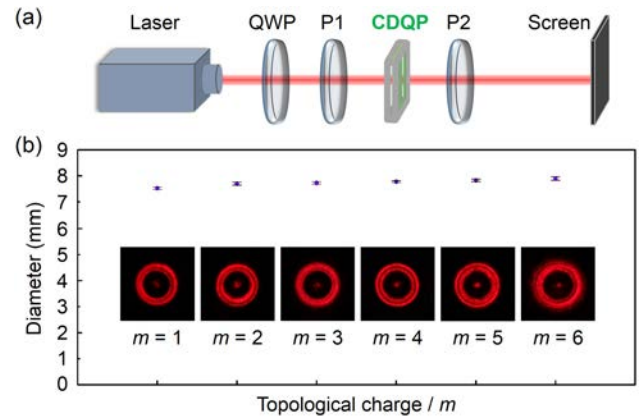 (a)
Laser QWP P1 CDQP P2 Screen
(b)
9
8
7
6
5
4
3
2
1
0
Diameter (mm)
m = 1 m = 2 m = 3 m = 4 m = 5 m = 6
Topological charge / m